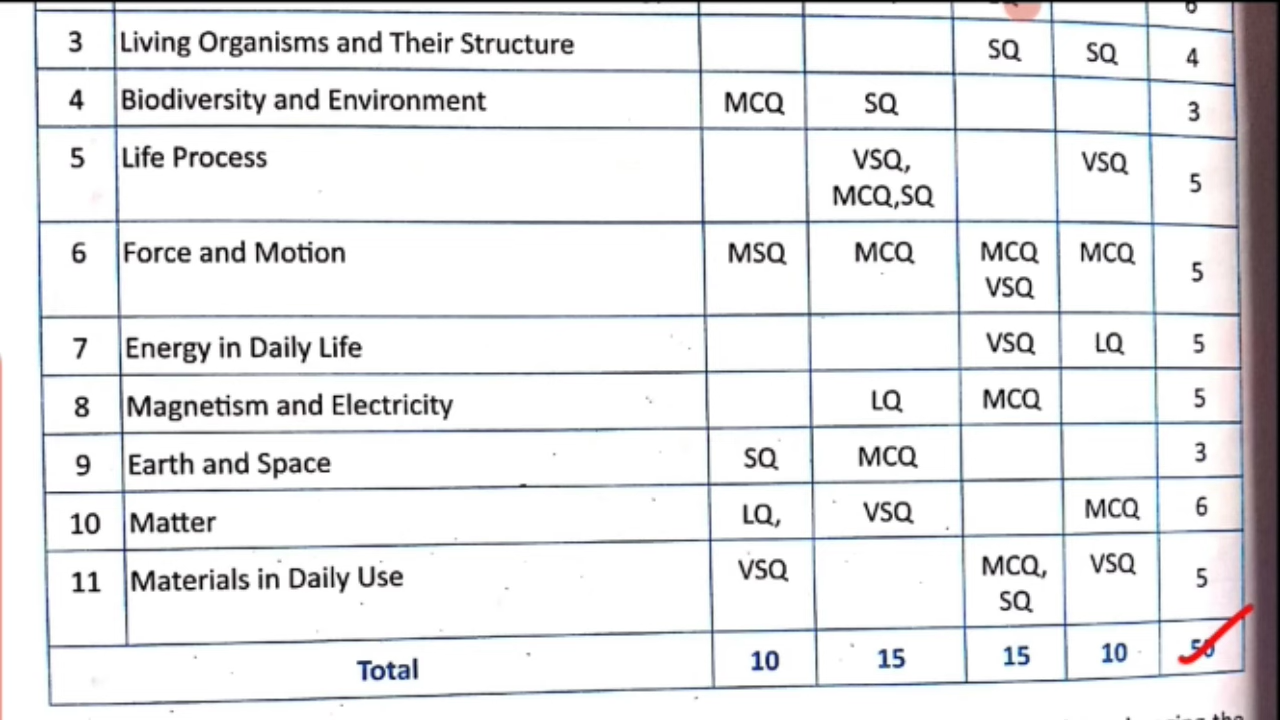 6
3 Living Organisms and Their Structure SQ SQ 4
4 Biodiversity and Environment MCQ SQ 3
5 Life Process VSQ, VSQ 5
MCQ,SQ
6 Force and Motion MSQ MCQ MCQ MCQ 5
VSQ
7 Energy in Daily Life VSQ LQ 5
8 Magnetism and Electricity LQ MCQ 5
9 Earth and Space SQ MCQ 3
10 Matter LQ, VSQ MCQ 6
11 Materials in Daily Use VSQ MCQ, VSQ 5
SQ
Total 10 15 15 10 50
the